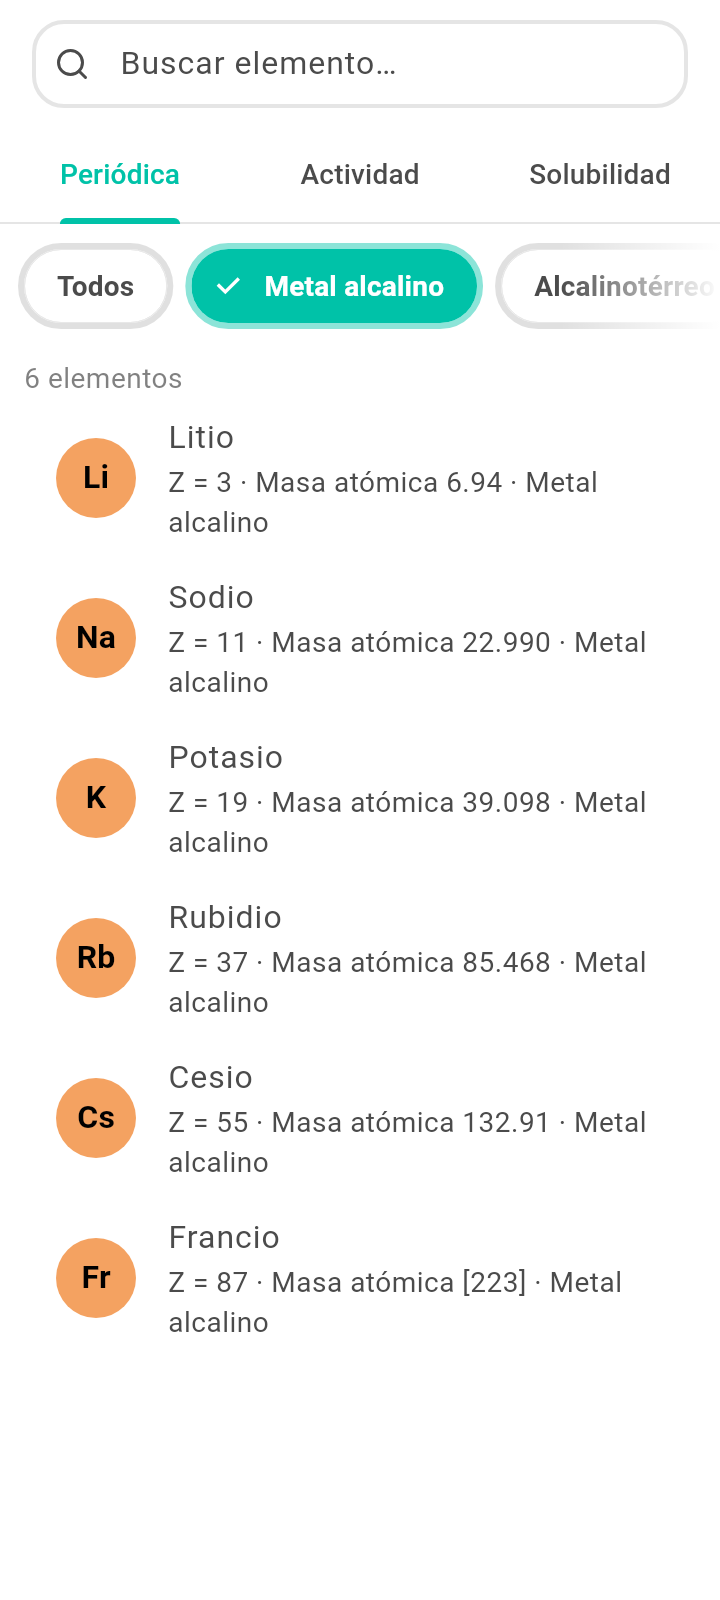 Buscar elemento…
Periódica Actividad Solubilidad
Todos Metal alcalino Alcalinotérreo
6 elementos
Li
Litio
Z = 3 · Masa atómica 6.94 · Metal
alcalino
Na
Sodio
Z = 11 · Masa atómica 22.990 · Metal
alcalino
K
Potasio
Z = 19 · Masa atómica 39.098 · Metal
alcalino
Rb
Rubidio
Z = 37 · Masa atómica 85.468 · Metal
alcalino
Cs
Cesio
Z = 55 · Masa atómica 132.91 · Metal
alcalino
Fr
Francio
Z = 87 · Masa atómica [223] · Metal
alcalino